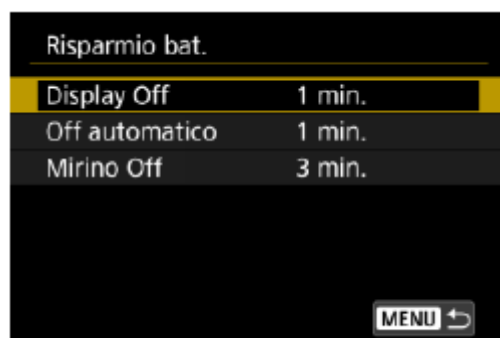 Risparmio bat.
Display Off 1 min.
Off automatico 1 min.
Mirino Off 3 min.
MENU